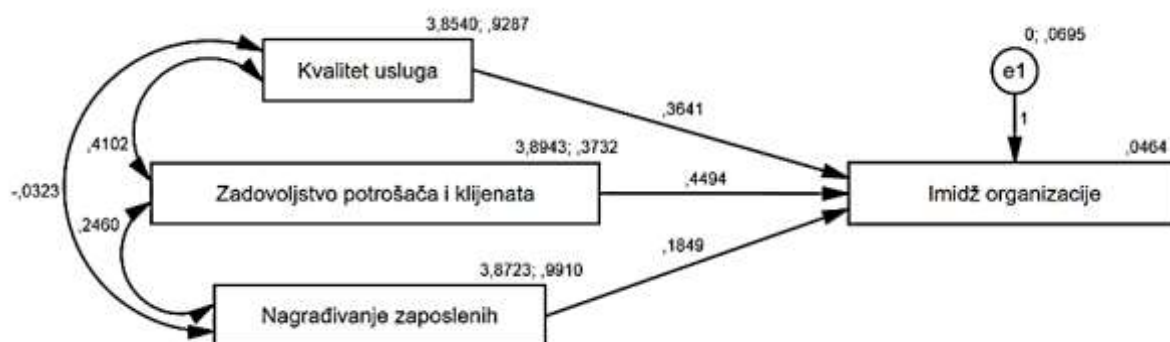 3,8540; ,9287
0; ,0695
Kvalitet usluga
e1
,3641
1
,4102
3,8943; ,3732
,0464
-,0323
Zadovoljstvo potrošača i klijenata
,4494
Imidž organizacije
,2460
,1849
3,8723; ,9910
Nagrađivanje zaposlenih